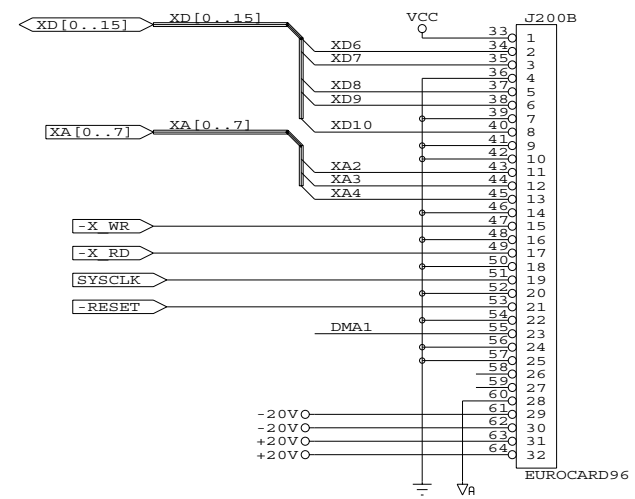 XD[0..15] XD[0..15] VCC J200B
33 1
XD6 34 2
XD7 35 3
36 4
XD8 37 5
XD9 38 6
39 7
XA[0..7] XA[0..7] XD10 40 8
41 9
42 10
XA2 43 11
XA3 44 12
XA4 45 13
46 14
-X_WR 47 15
48 16
-X_RD 49 17
50 18
SYSCLK 51 19
52 20
-RESET 53 21
54 22
DMA1 55 23
56 24
57 25
58 26
59 27
60 28
-20V 61 29
-20V 62 30
+20V 63 31
+20V 64 32
A EUROCARD96